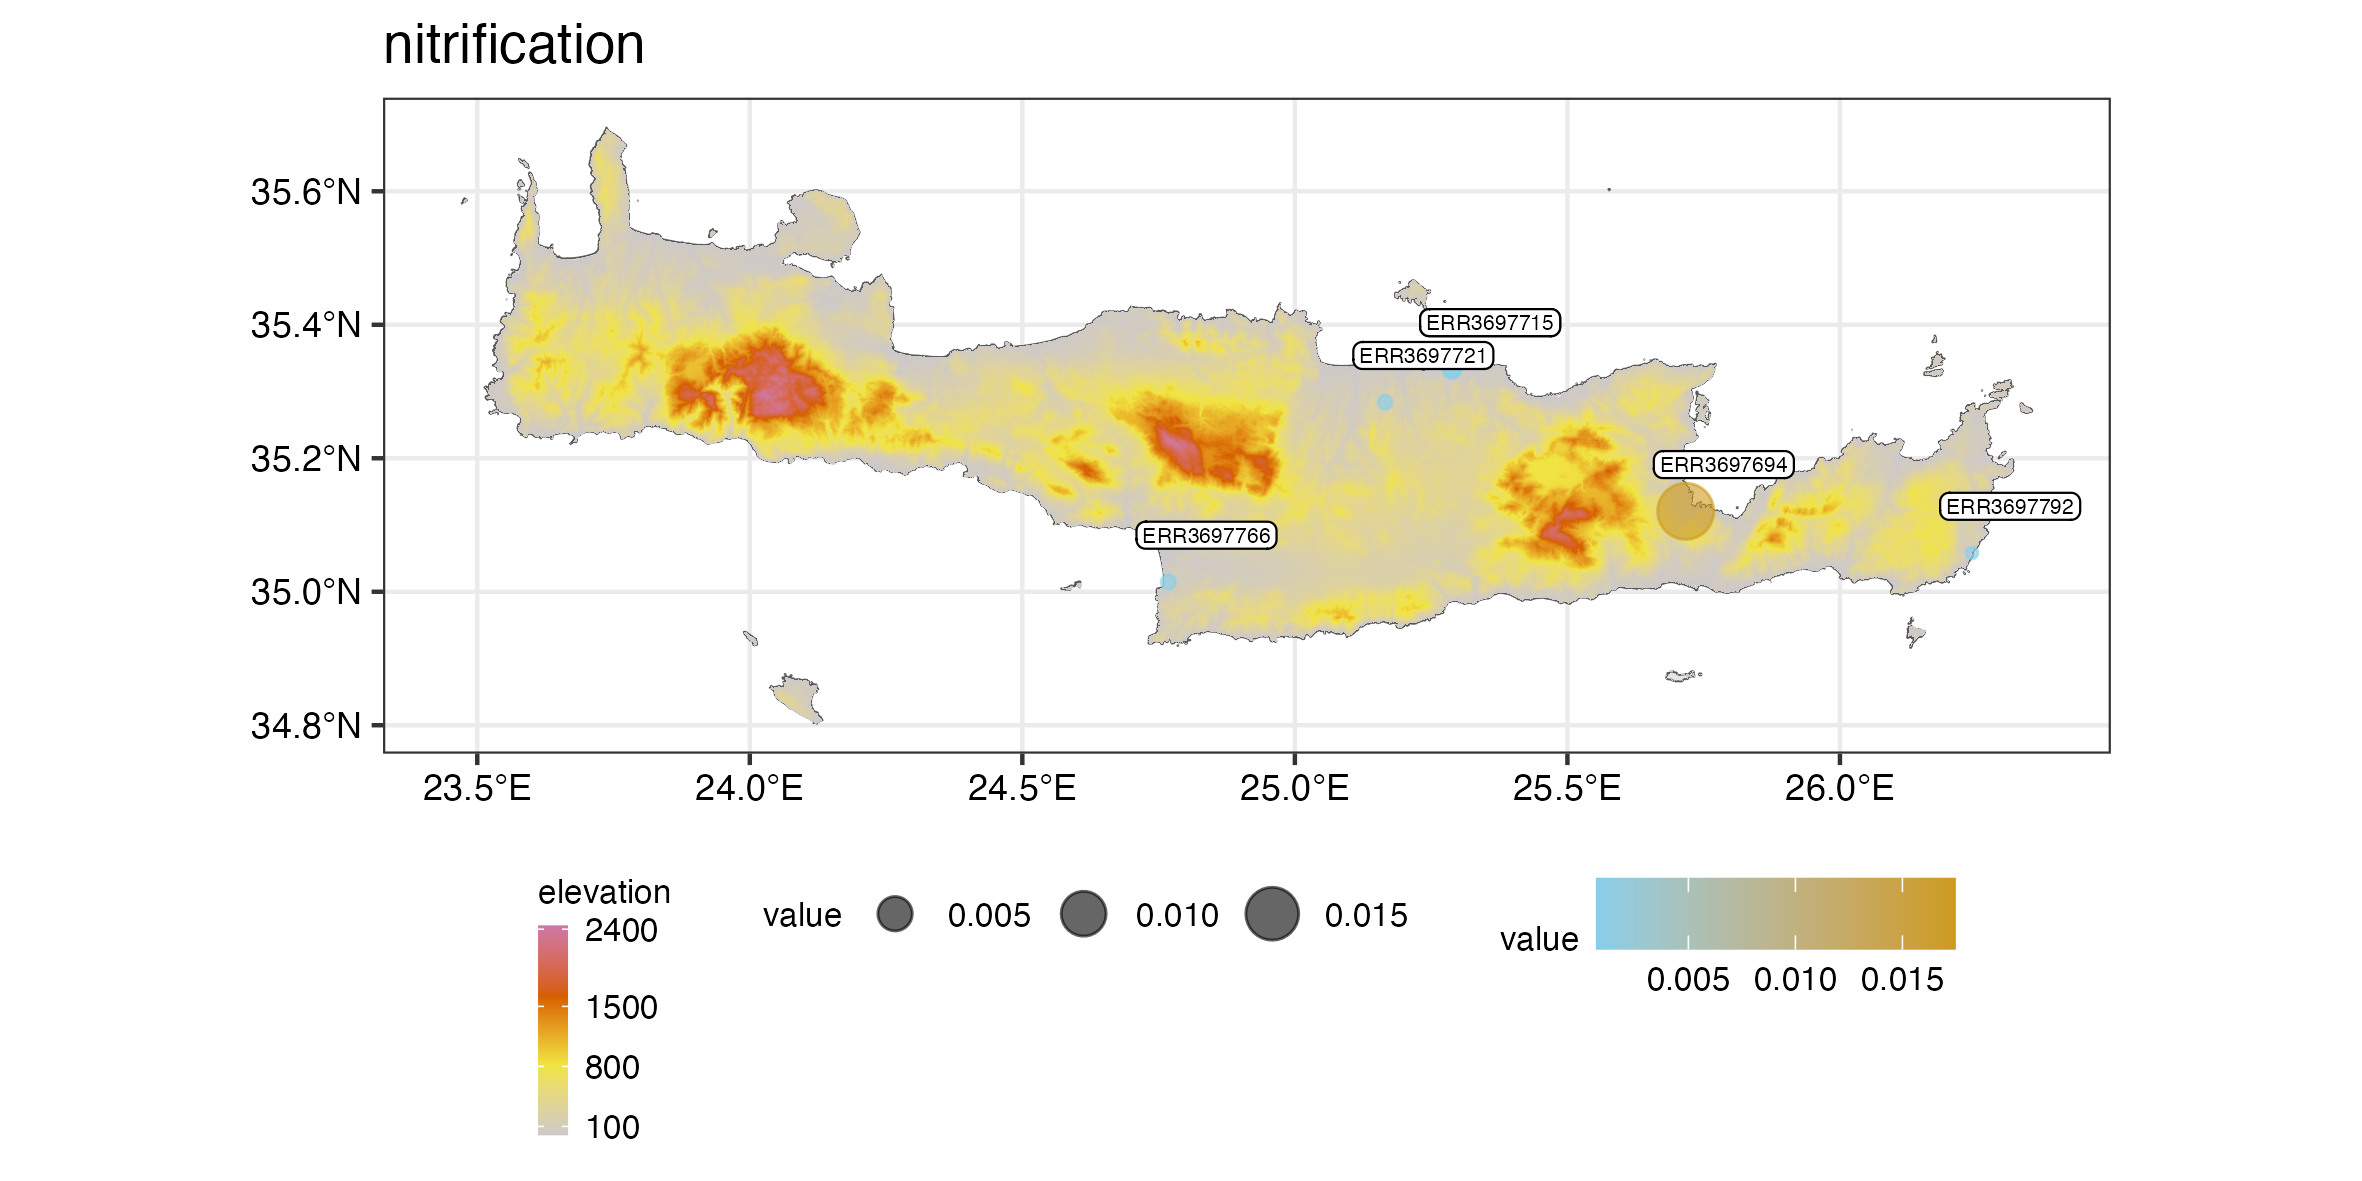 nitrification
35.6°N
35.4°N
35.2°N
35.0°N
34.8°N
ERR3697715
ERR3697721
ERR3697694
ERR3697792
ERR3697766
23.5°E 24.0°E 24.5°E 25.0°E 25.5°E 26.0°E
elevation
2400
1500
800
100
value 0.005 0.010 0.015
value
0.005 0.010 0.015